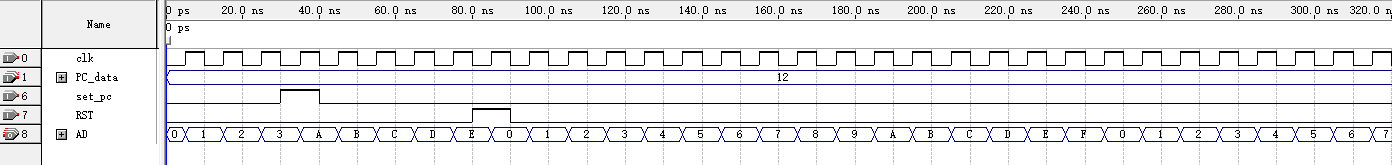 Name
0 ps 20.0 ns 40.0 ns 60.0 ns 80.0 ns 100.0 ns 120.0 ns 140.0 ns 160.0 ns 180.0 ns 200.0 ns 220.0 ns 240.0 ns 260.0 ns 280.0 ns 300.0 ns 320.0 n
0 ps
0 clk
1 PC_data 12
6 set_pc
7 RST
8 AD 0 1 2 3 A B C D E 0 1 2 3 4 5 6 7 8 9 A B C D E F 0 1 2 3 4 5 6 7